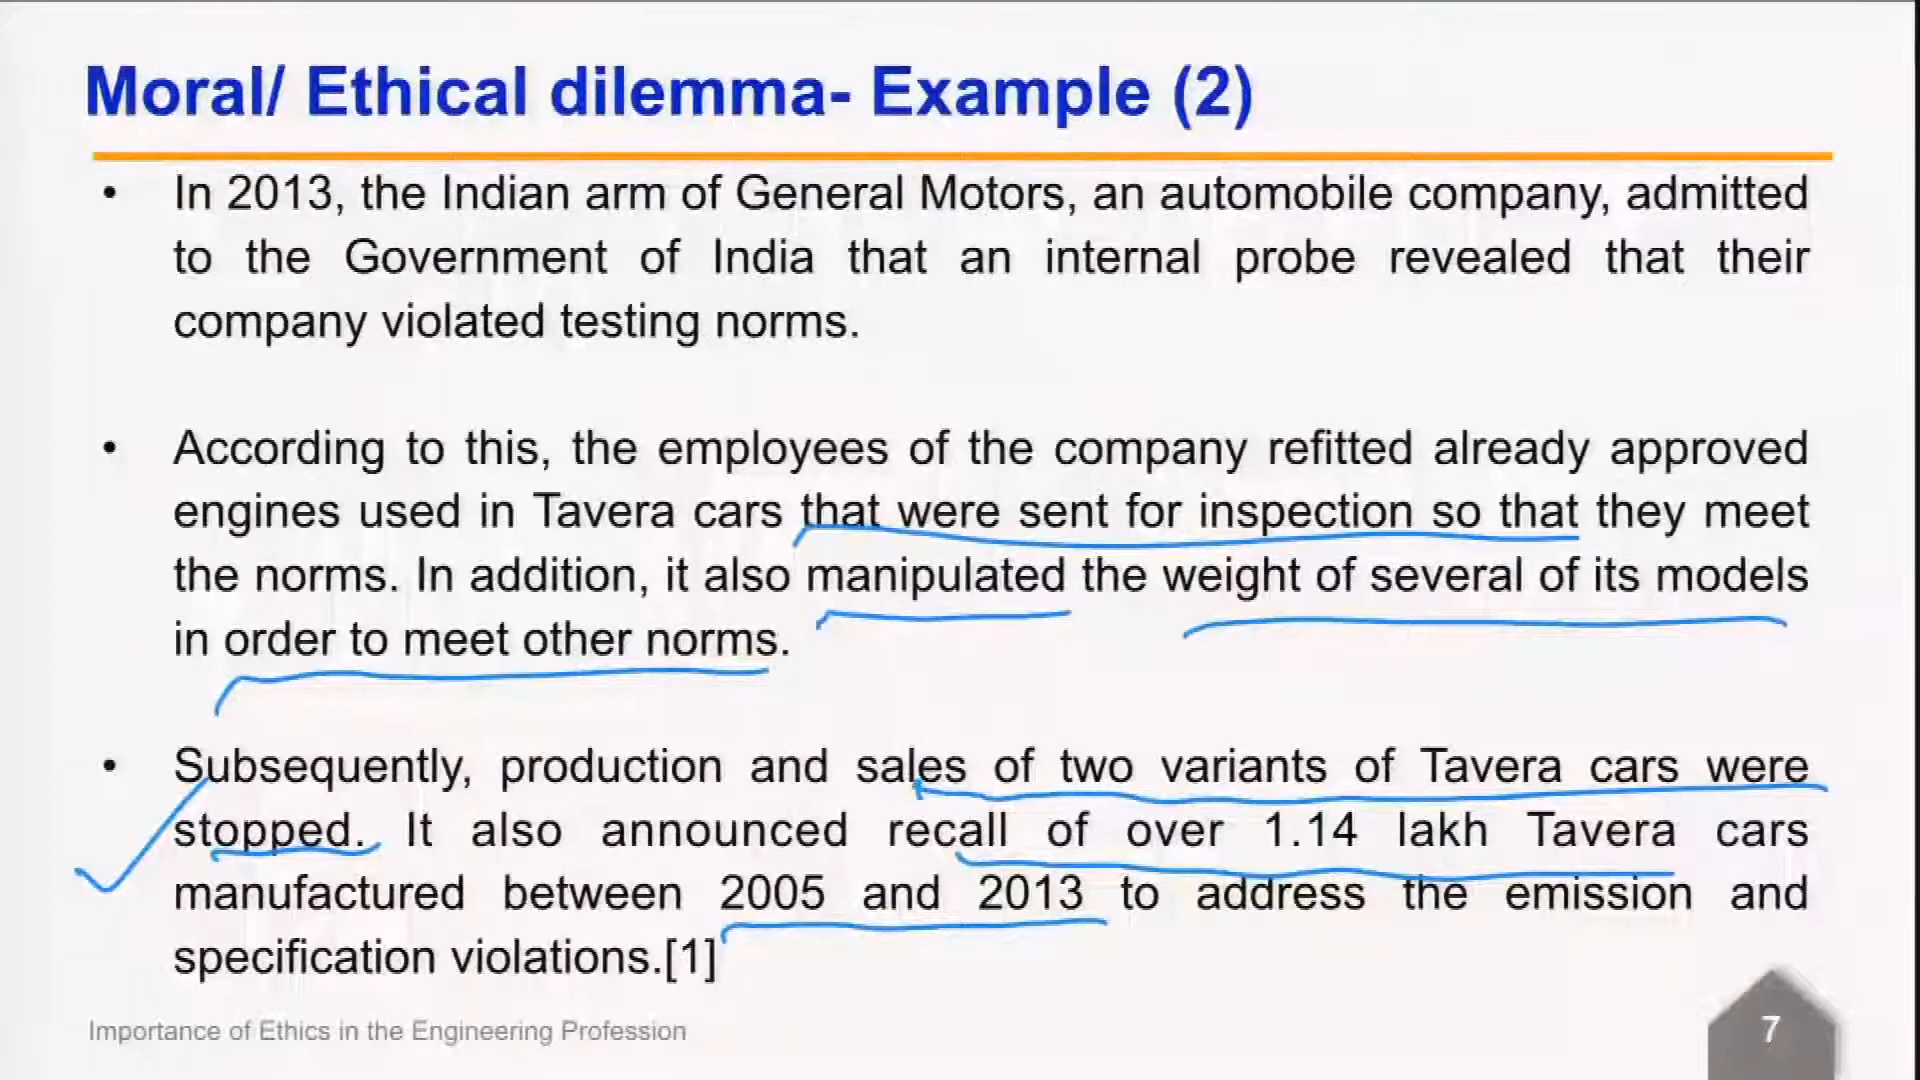 Moral/ Ethical dilemma- Example (2)
• In 2013, the Indian arm of General Motors, an automobile company, admitted
to the Government of India that an internal probe revealed that their
company violated testing norms.
• According to this, the employees of the company refitted already approved
engines used in Tavera cars that were sent for inspection so that they meet
the norms. In addition, it also manipulated the weight of several of its models
in order to meet other norms.
• Subsequently, production and sales of two variants of Tavera cars were
stopped. It also announced recall of over 1.14 lakh Tavera cars
manufactured between 2005 and 2013 to address the emission and
specification violations.[1]
Importance of Ethics in the Engineering Profession
7